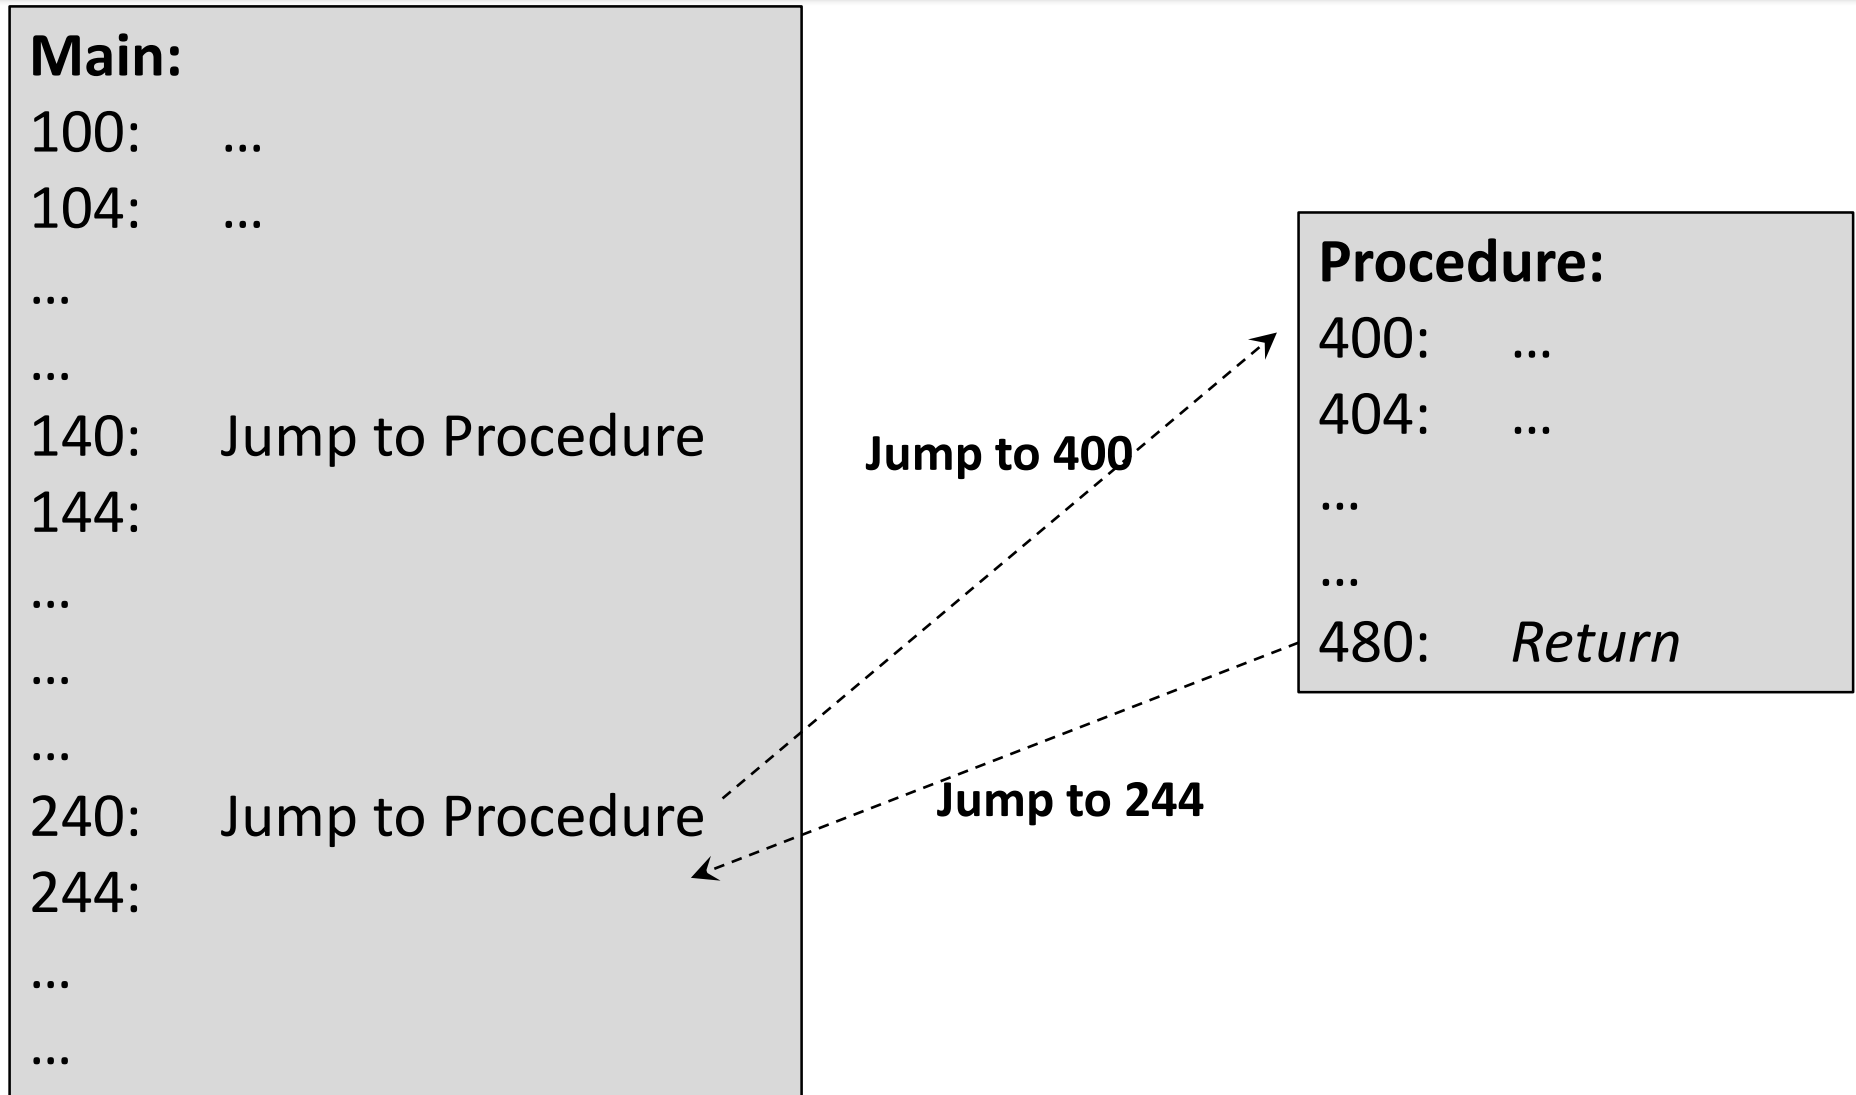 Main:
100: …
104: …
…
…
140: Jump to Procedure
144:
…
…
…
240: Jump to Procedure
244:
…
…
Jump to 400
Jump to 244
Procedure:
400: …
404: …
…
…
480: Return